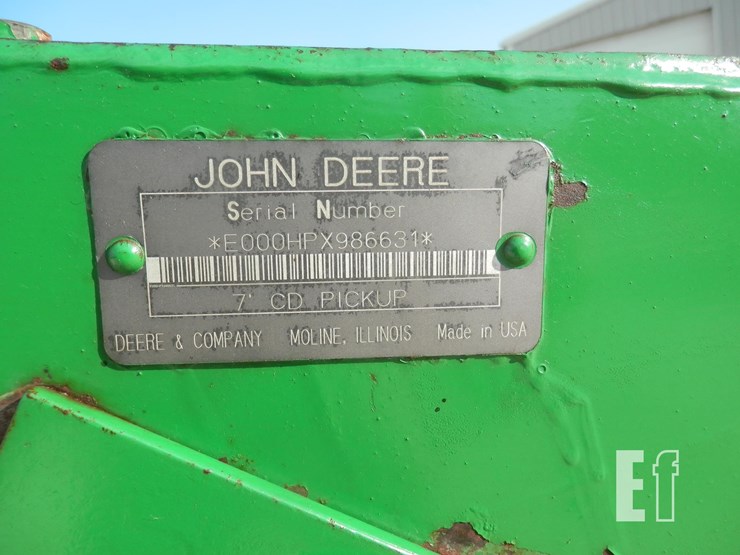 JOHN DEERE
Serial Number
*E000HPX986631*
7' CD PICKUP
DEERE & COMPANY MOLINE, ILLINOIS Made in USA
Ef